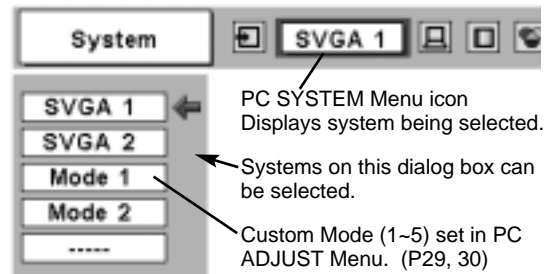 System
SVGA 1
SVGA 1
SVGA 2
Mode 1
Mode 2
-----
PC SYSTEM Menu icon
Displays system being selected.
Systems on this dialog box can
be selected.
Custom Mode (1~5) set in PC
ADJUST Menu. (P29, 30)